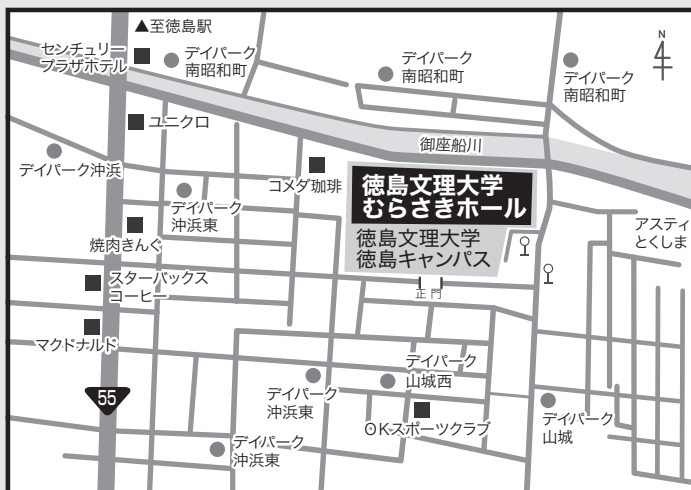 ▲至徳島駅
センチュリー
プラザホテル
デイパーク
南昭和町
デイパーク
南昭和町
デイパーク
南昭和町
N
ユニクロ
御座船川
デイパーク沖浜
コメダ珈琲
デイパーク
沖浜東
徳島文理大学
むらさきホール
徳島文理大学
徳島キャンパス
アスティ
とくしま
焼肉きんぐ
スターバックス
コーヒー
正門
マクドナルド
デイパーク
山城西
デイパーク
沖浜東
55
OKスポーツクラブ
デイパーク
山城
デイパーク
沖浜東